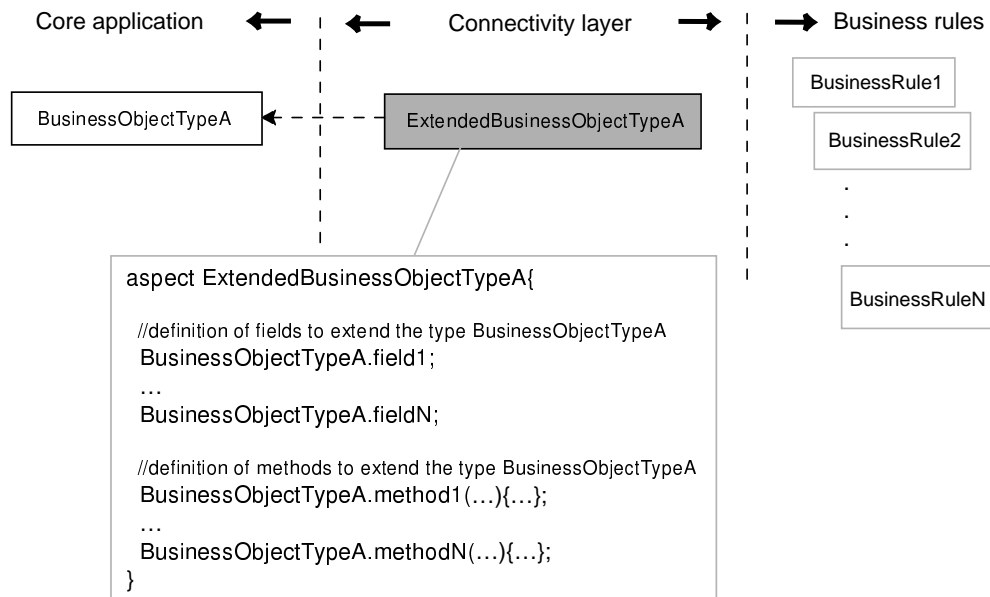 Core application
Connectivity layer
Business rules
BusinessObjectTypeA
ExtendedBusinessObjectTypeA
BusinessRule1
BusinessRule2
.
.
.
BusinessRuleN
aspect ExtendedBusinessObjectTypeA{
//definition of fields to extend the type BusinessObjectTypeA
BusinessObjectTypeA.field1;
...
BusinessObjectTypeA.fieldN;
//definition of methods to extend the type BusinessObjectTypeA
BusinessObjectTypeA.method1(...){...};
...
BusinessObjectTypeA.methodN(...){...};
}